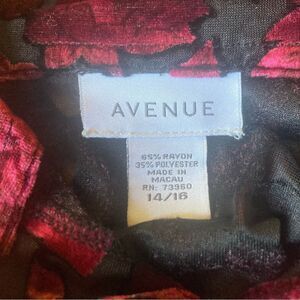 AVENUE
65% RAYON
35% POLYESTER
MADE IN
MACAU
RN: 73960
14/16